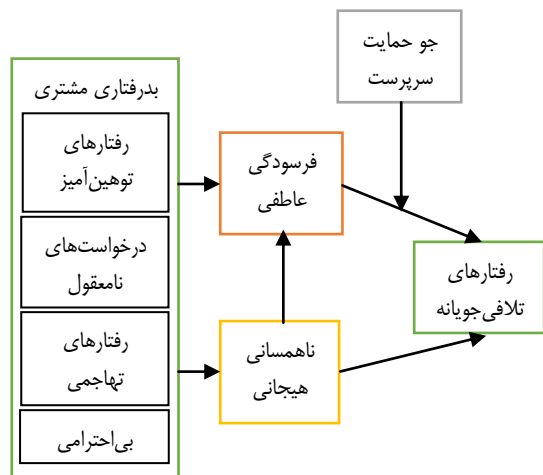 جو حمایت
سرپرست
بدرفتاری مشتری
رفتارهای
توهین‌آمیز
درخواست‌های
نامعقول
رفتارهای
تهاجمی
بی‌احترامی
فرسودگی
عاطفی
ناهمسانی
هیجانی
رفتارهای
تلافی‌جویانه